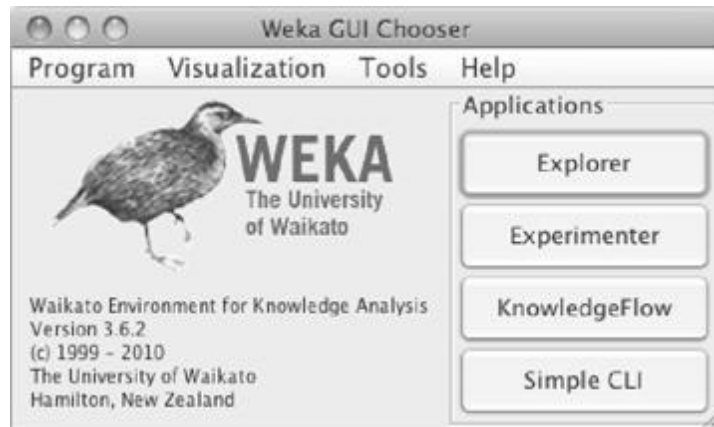 Weka GUI Chooser
Program Visualization Tools Help
WEKA
The University
of Waikato
Waikato Environment for Knowledge Analysis
Version 3.6.2
(c) 1999 - 2010
The University of Waikato
Hamilton, New Zealand
Applications
Explorer
Experimenter
KnowledgeFlow
Simple CLI